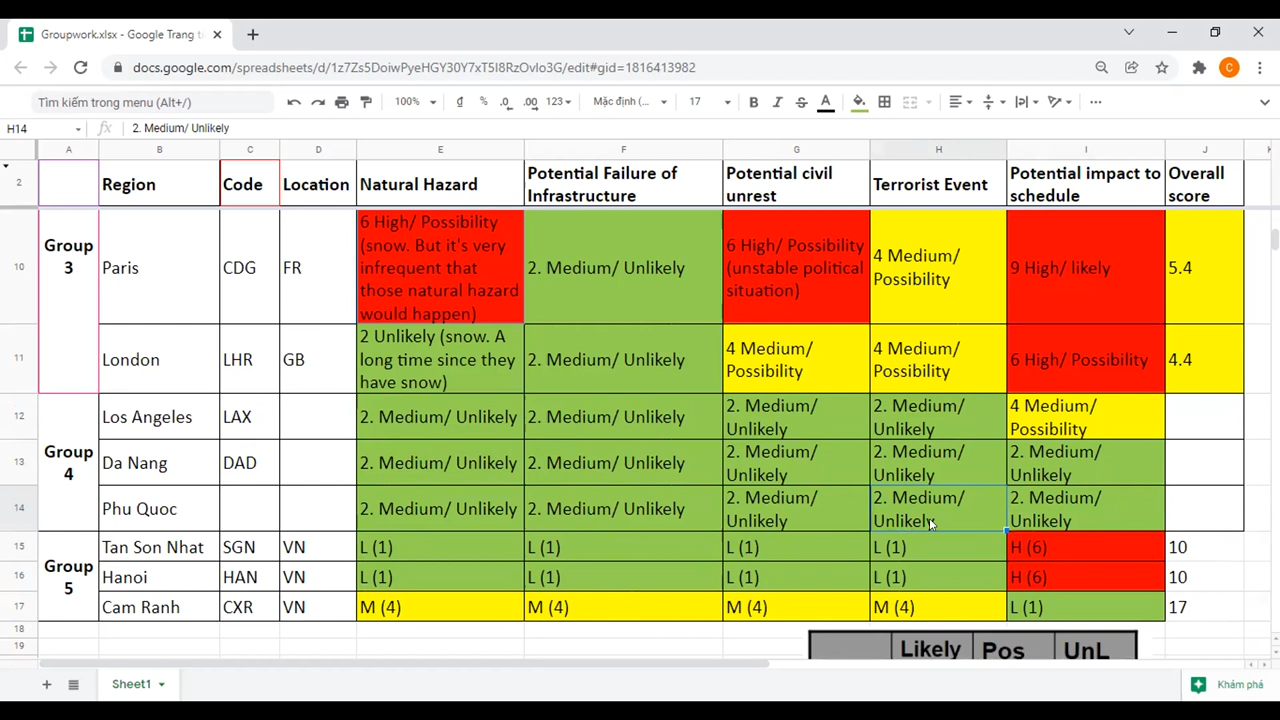 Groupwork.xlsx - Google Trang t
docs.google.com/spreadsheets/d/1z7Zs5DoiwPyeHGY30Y7xT5I8RzOvIo3G/edit#gid=1816413982
C
Tìm kiếm trong menu (Alt+/)
100%
₫ % .0 .00 123
Mặc định (...
17
B I S A
H14
fx
2. Medium/ Unlikely
A B C D E F G H I J
2
Region
Code
Location
Natural Hazard
Potential Failure of
Infrastructure
Potential civil
unrest
Terrorist Event
Potential impact to
schedule
Overall
score
Group
3
10
Paris
CDG
FR
6 High/ Possibility
(snow. But it's very
infrequent that
those natural hazard
would happen)
2. Medium/ Unlikely
6 High/ Possibility
(unstable political
situation)
4 Medium/
Possibility
9 High/ likely
5.4
11
London
LHR
GB
2 Unlikely (snow. A
long time since they
have snow)
2. Medium/ Unlikely
4 Medium/
Possibility
4 Medium/
Possibility
6 High/ Possibility
4.4
Group
4
12
Los Angeles
LAX
2. Medium/ Unlikely
2. Medium/ Unlikely
2. Medium/
Unlikely
2. Medium/
Unlikely
4 Medium/
Possibility
13
Da Nang
DAD
2. Medium/ Unlikely
2. Medium/ Unlikely
2. Medium/
Unlikely
2. Medium/
Unlikely
2. Medium/
Unlikely
14
Phu Quoc
2. Medium/ Unlikely
2. Medium/ Unlikely
2. Medium/
Unlikely
2. Medium/
Unlikely
2. Medium/
Unlikely
Group
5
15
Tan Son Nhat
SGN
VN
L (1)
L (1)
L (1)
L (1)
H (6)
10
16
Hanoi
HAN
VN
L (1)
L (1)
L (1)
L (1)
H (6)
10
17
Cam Ranh
CXR
VN
M (4)
M (4)
M (4)
M (4)
L (1)
17
18
19
Likely Pos UnL
Sheet1
Khám phá